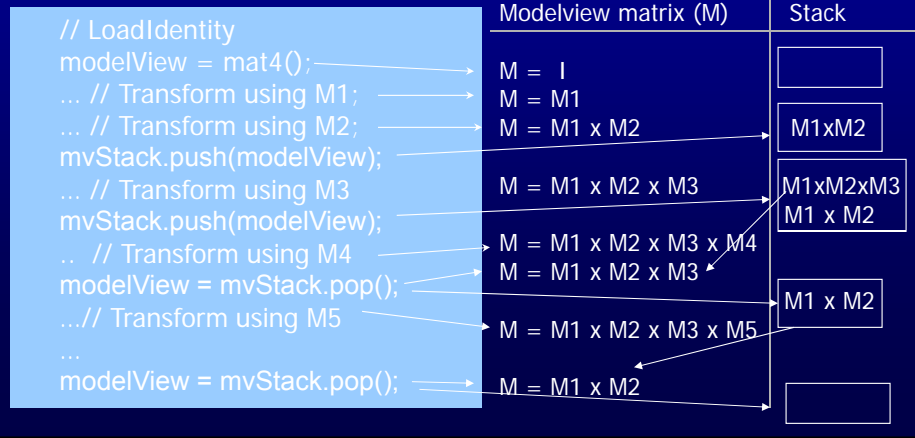 Modelview matrix (M) Stack
// LoadIdentity
modelView = mat4();
M = I
... // Transform using M1;
M = M1
... // Transform using M2;
M = M1 x M2
M1xM2
mvStack.push(modelView);
... // Transform using M3
M = M1 x M2 x M3
M1xM2xM3
M1 x M2
mvStack.push(modelView);
.. // Transform using M4
M = M1 x M2 x M3 x M4
modelView = mvStack.pop();
M = M1 x M2 x M3
M1 x M2
...// Transform using M5
M = M1 x M2 x M3 x M5
...
modelView = mvStack.pop();
M = M1 x M2